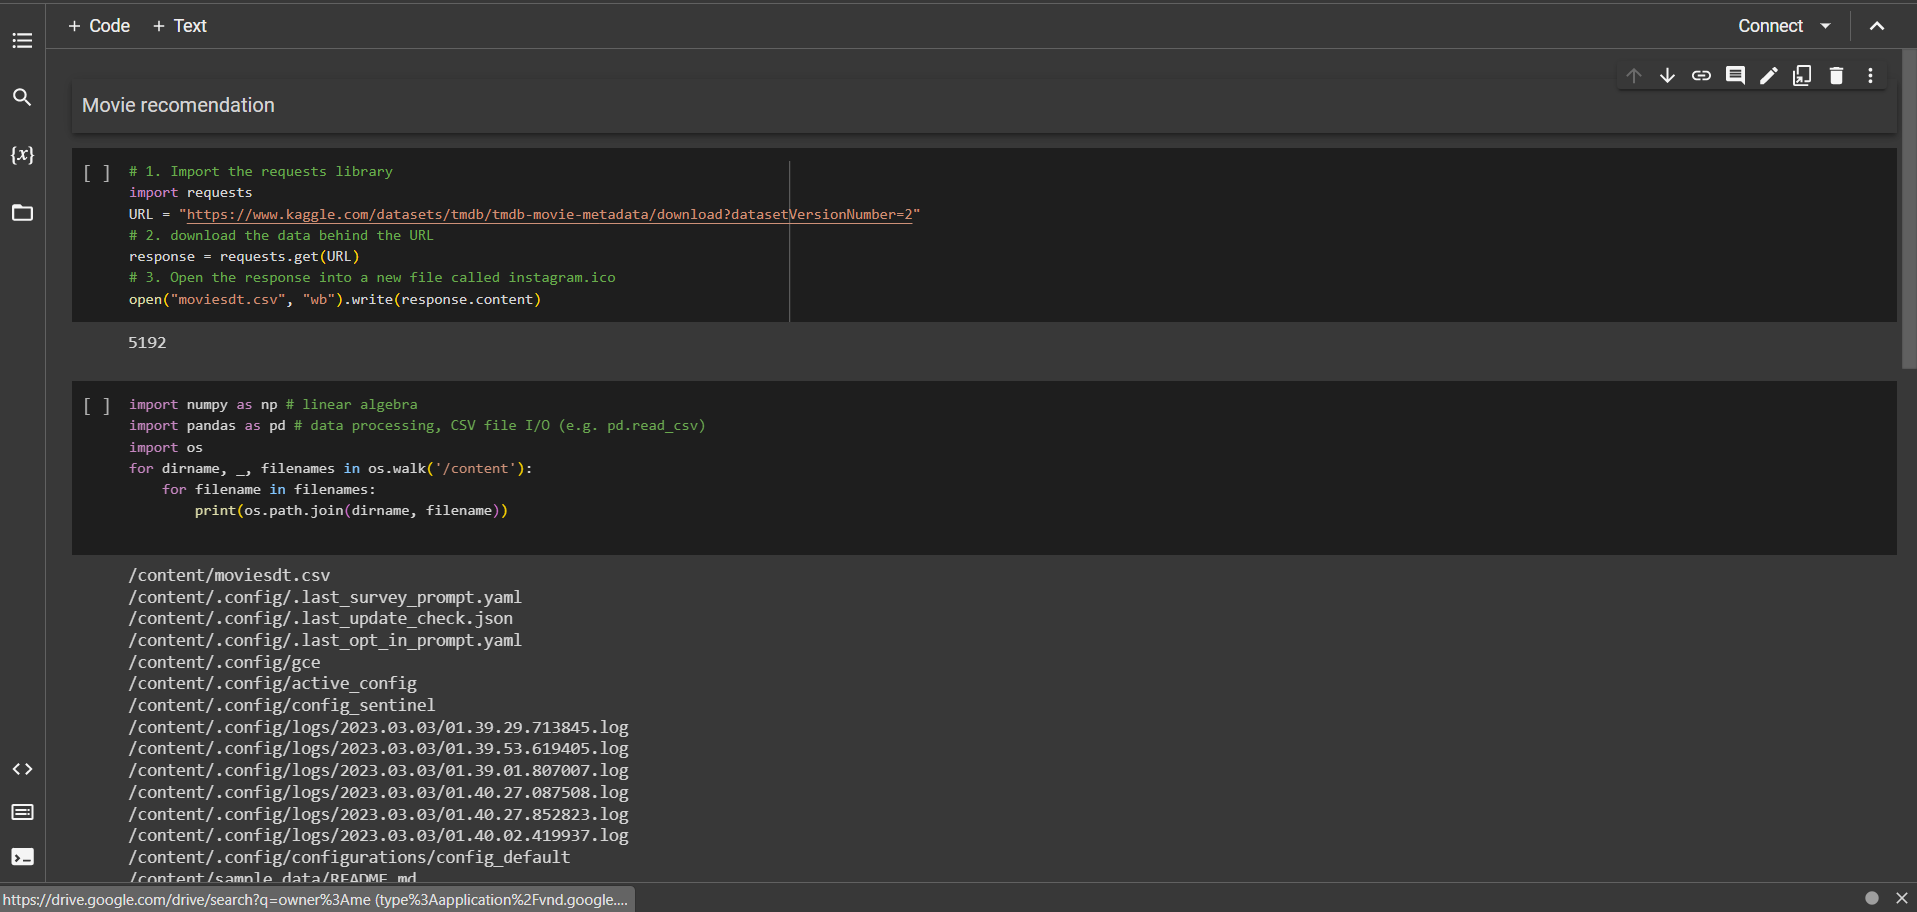 + Code + Text
Connect
Movie recomendation
[ ]
# 1. Import the requests library
import requests
URL = "https://www.kaggle.com/datasets/tmdb/tmdb-movie-metadata/download?datasetVersionNumber=2"
# 2. download the data behind the URL
response = requests.get(URL)
# 3. Open the response into a new file called instagram.ico
open("moviesdt.csv", "wb").write(response.content)
5192
[ ]
import numpy as np # linear algebra
import pandas as pd # data processing, CSV file I/O (e.g. pd.read_csv)
import os
for dirname, _, filenames in os.walk('/content'):
    for filename in filenames:
        print(os.path.join(dirname, filename))
/content/moviesdt.csv
/content/.config/.last_survey_prompt.yaml
/content/.config/.last_update_check.json
/content/.config/.last_opt_in_prompt.yaml
/content/.config/gce
/content/.config/active_config
/content/.config/config_sentinel
/content/.config/logs/2023.03.03/01.39.29.713845.log
/content/.config/logs/2023.03.03/01.39.53.619405.log
/content/.config/logs/2023.03.03/01.39.01.807007.log
/content/.config/logs/2023.03.03/01.40.27.087508.log
/content/.config/logs/2023.03.03/01.40.27.852823.log
/content/.config/logs/2023.03.03/01.40.02.419937.log
/content/.config/configurations/config_default
/content/sample_data/README.md
https://drive.google.com/drive/search?q=owner%3Ame (type%3Aapplication%2Fvnd.google....